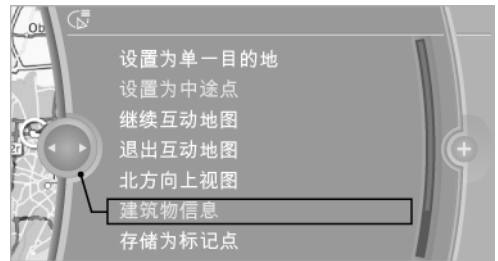 Ob
设置为单一目的地
设置为中途点
继续互动地图
退出互动地图
北方向上视图
建筑物信息
存储为标记点